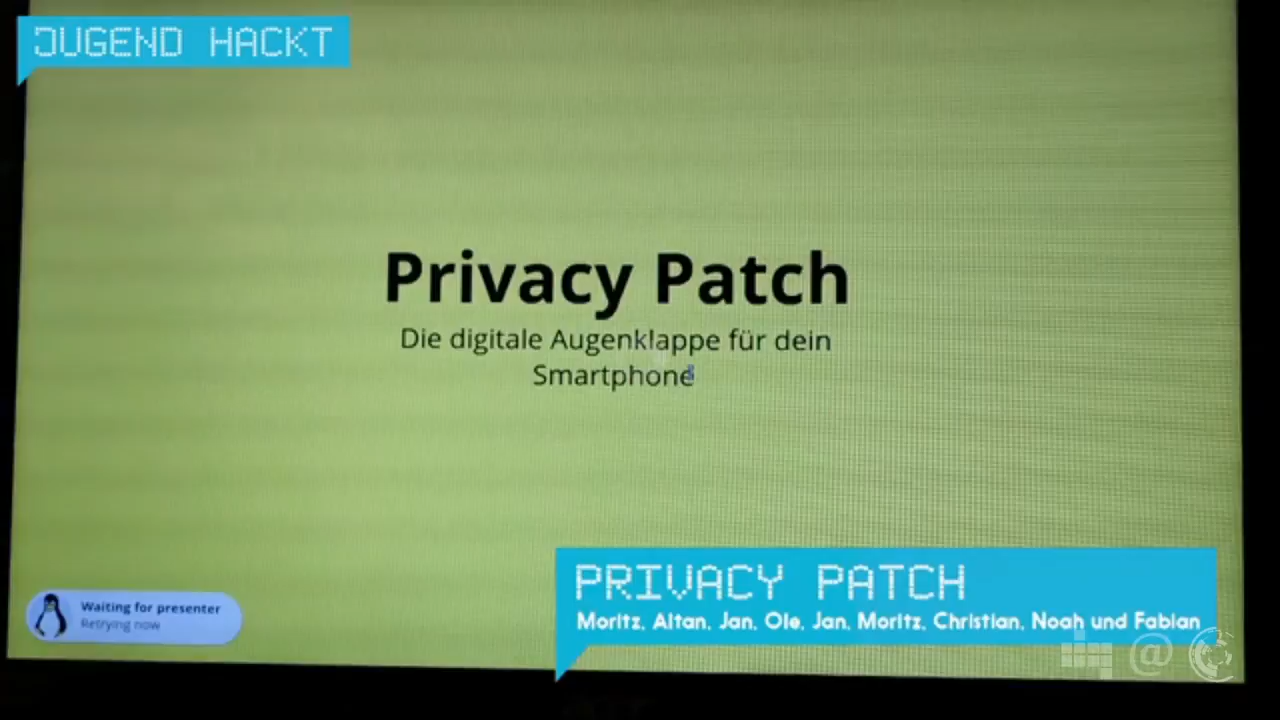 JUGEND HACKT
Privacy Patch
Die digitale Augenklappe für dein
Smartphone
Waiting for presenter
Retrying now
PRIVACY PATCH
Moritz, Altan, Jan, Ole, Jan, Moritz, Christian, Noah und Fabian
@